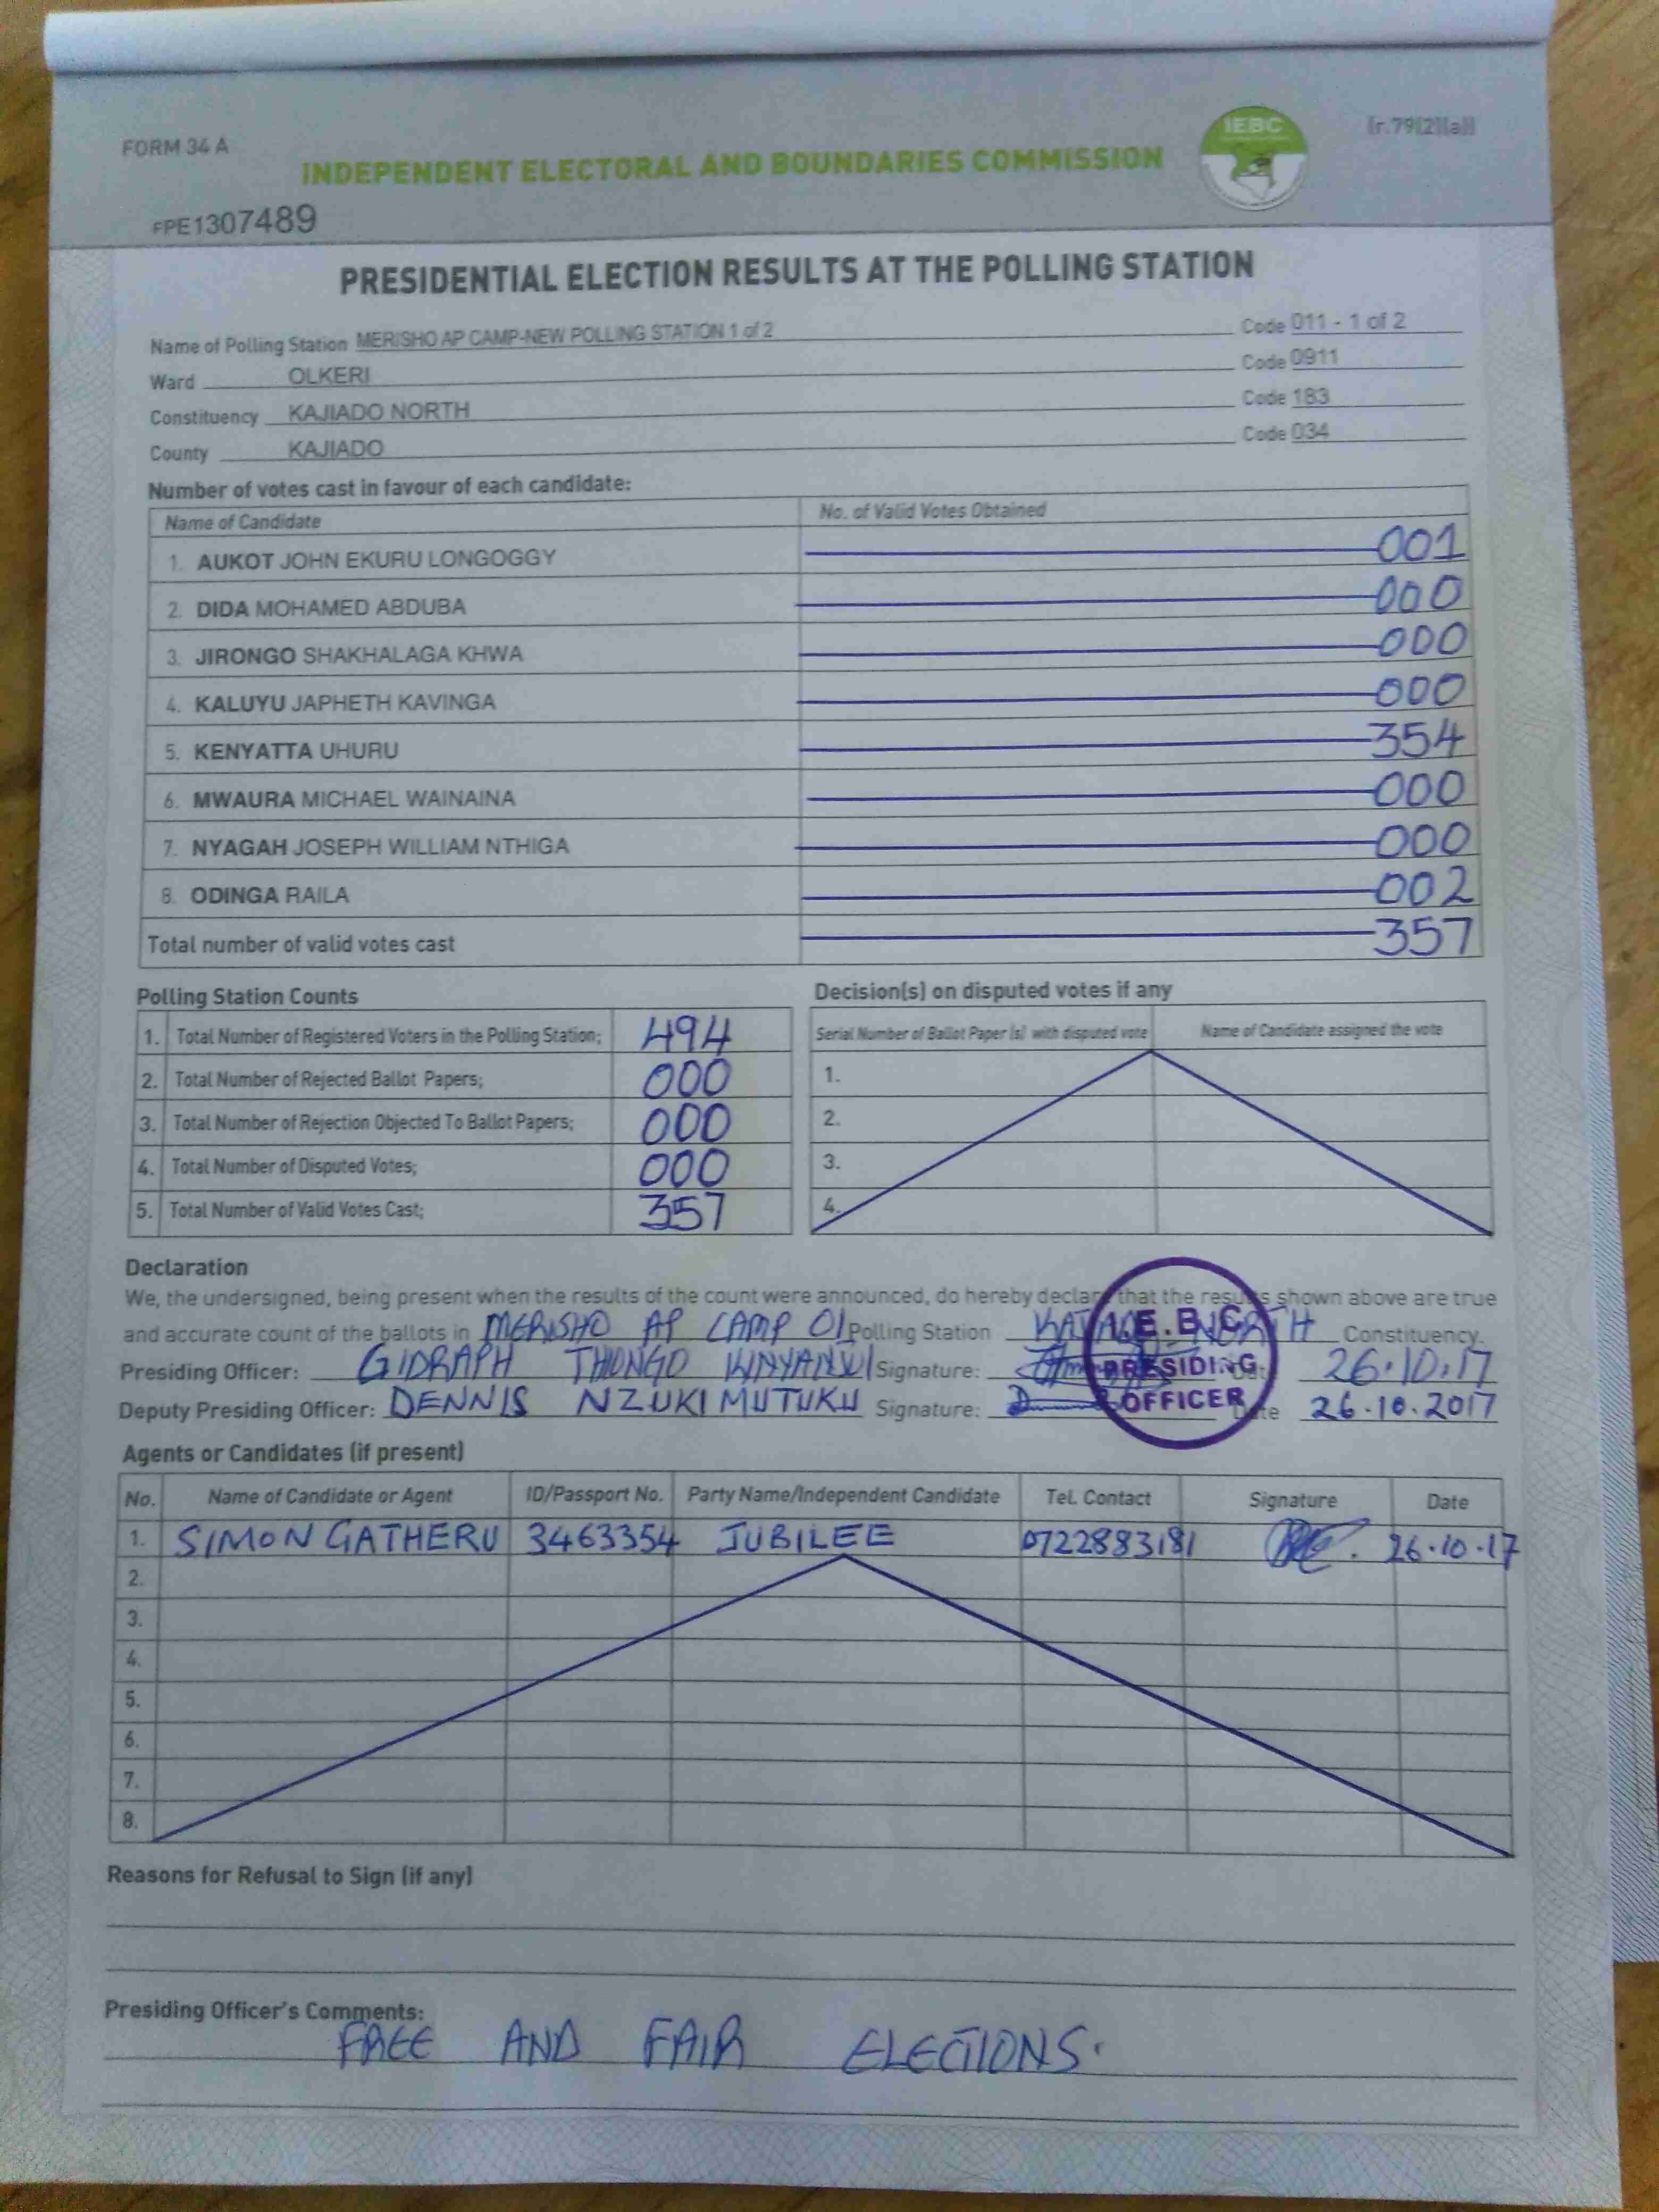 FORM 34 A
IEBC
[r.79(2)(a)]
INDEPENDENT ELECTORAL AND BOUNDARIES COMMISSION
FPE1307489
PRESIDENTIAL ELECTION RESULTS AT THE POLLING STATION
Name of Polling Station MERISHO AP CAMP-NEW POLLING STATION 1 of 2 Code 011 - 1 of 2
Ward OLKERI Code 0911
Constituency KAJIADO NORTH Code 183
County KAJIADO Code 034
Number of votes cast in favour of each candidate:
Name of Candidate No. of Valid Votes Obtained
1. AUKOT JOHN EKURU LONGOGGY 001
2. DIDA MOHAMED ABDUBA 000
3. JIRONGO SHAKHALAGA KHWA 000
4. KALUYU JAPHETH KAVINGA 000
5. KENYATTA UHURU 354
6. MWAURA MICHAEL WAINAINA 000
7. NYAGAH JOSEPH WILLIAM NTHIGA 000
8. ODINGA RAILA 002
Total number of valid votes cast 357
Polling Station Counts
1. Total Number of Registered Voters in the Polling Station; 494
2. Total Number of Rejected Ballot Papers; 000
3. Total Number of Rejection Objected To Ballot Papers; 000
4. Total Number of Disputed Votes; 000
5. Total Number of Valid Votes Cast; 357
Decision(s) on disputed votes if any
Serial Number of Ballot Paper (s) with disputed vote Name of Candidate assigned the vote
1.
2.
3.
4.
Declaration
We, the undersigned, being present when the results of the count were announced, do hereby declare that the results shown above are true
and accurate count of the ballots in MERISHO AP CAMP 01 Polling Station NORTH Constituency.
Presiding Officer: GIDRAPH THONGO KINYANJUI Signature: Date 26.10.17
Deputy Presiding Officer: DENNIS NZUKI MUTUKU Signature: Date 26.10.2017
I.E.B.C
PRESIDING
OFFICER
Agents or Candidates (if present)
No. Name of Candidate or Agent ID/Passport No. Party Name/Independent Candidate Tel. Contact Signature Date
1. SIMON GATHERU 3463354 JUBILEE 0722883181 26.10.17
2.
3.
4.
5.
6.
7.
8.
Reasons for Refusal to Sign (if any)
Presiding Officer's Comments:
FREE AND FAIR ELECTIONS.